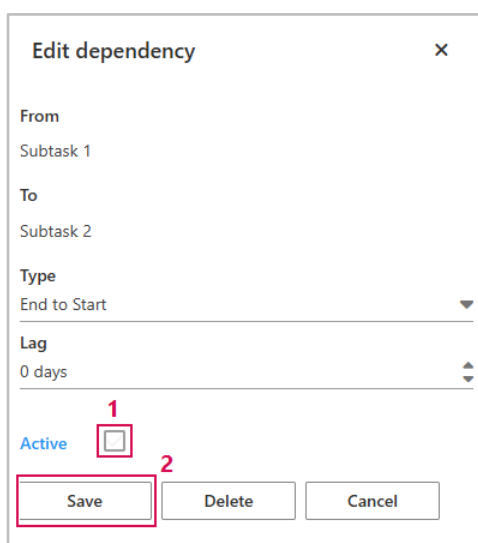 Edit dependency ×
From
Subtask 1
To
Subtask 2
Type
End to Start
Lag
0 days
1
Active
2
Save Delete Cancel